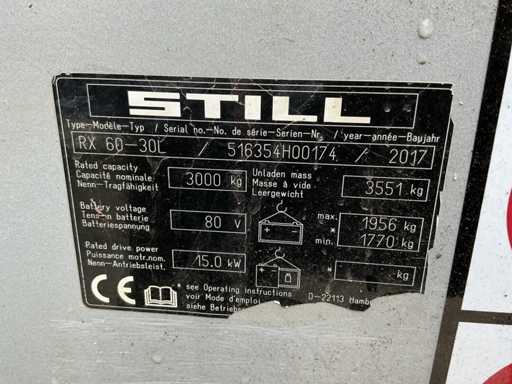 STILL
Type-Modèle-Typ / Serial no.-No. de série-Serien-Nr. / year-année-Baujahr
RX 60-30L / 516354H00174 / 2017
Rated capacity
Capacité nominale
Nenn-Tragfähigkeit
3000 kg
Unladen mass
Masse à vide
Leergewicht
3551 kg
Battery voltage
Tension batterie
Batteriespannung
80 V
max.
*
min.
1956 kg
1770 kg
Rated drive power
Puissance motr.nom.
Nenn-Antriebsleist.
15.0 kW
* kg
CE
* see Operating instructions
voir Mode d'emploi
siehe
D-22113